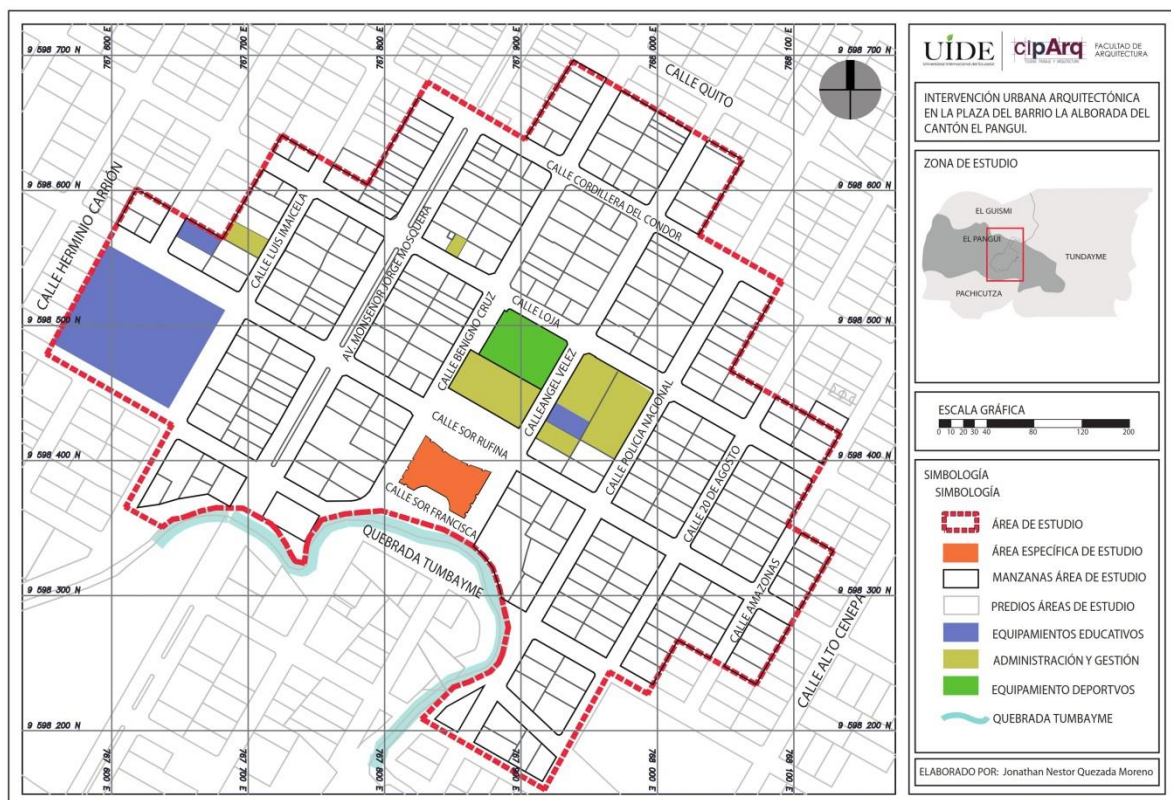 767 600 E
767 700 E
767 800 E
767 900 E
768 000 E
768 100 E
9 598 700 N
9 598 700 N
CALLE QUITO
9 598 600 N
9 598 600 N
CALLE CORDILLERA DEL CONDOR
CALLE HERMINIO CARRIÓN
CALLE LUIS IMAICELA
AV. MONSEÑOR JORGE MOSQUERA
9 598 500 N
9 598 500 N
CALLE LOJA
CALLE BENIGNO CRUZ
CALLEANGEL VELEZ
CALLE SOR RUFINA
CALLE POLICIA NACIONAL
9 598 400 N
9 598 400 N
CALLE 20 DE AGOSTO
CALLE SOR FRANCISCA
QUEBRADA TUMBAYME
9 598 300 N
9 598 300 N
CALLE AMAZONAS
CALLE ALTO CENEPA
9 598 200 N
9 598 200 N
767 600 E
767 700 E
767 800 E
767 900 E
768 000 E
768 100 E
UIDE
cipArq
FACULTAD DE
ARQUITECTURA
INTERVENCIÓN URBANA ARQUITECTÓNICA
EN LA PLAZA DEL BARRIO LA ALBORADA DEL
CANTÓN EL PANGUI.
ZONA DE ESTUDIO
EL GUISMI
EL PANGUI
TUNDAYME
PACHICUTZA
ESCALA GRÁFICA
0 10 20 30 40 80 120 200
SIMBOLOGÍA
SIMBOLOGÍA
ÁREA DE ESTUDIO
ÁREA ESPECÍFICA DE ESTUDIO
MANZANAS ÁREA DE ESTUDIO
PREDIOS ÁREAS DE ESTUDIO
EQUIPAMIENTOS EDUCATIVOS
ADMINISTRACIÓN Y GESTIÓN
EQUIPAMIENTO DEPORTVOS
QUEBRADA TUMBAYME
ELABORADO POR: Jonathan Nestor Quezada Moreno